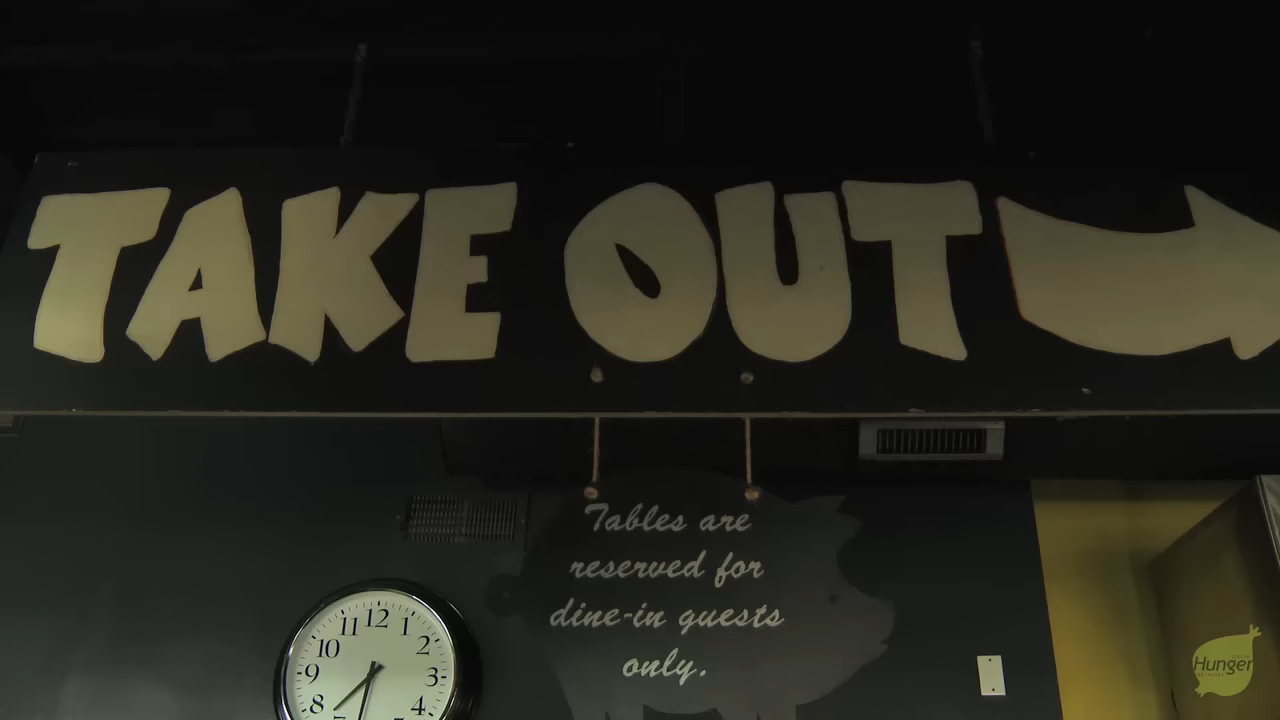 TAKE OUT
Tables are
reserved for
dine-in guests
only.
12
11 1
10 2
9 3
8 4
Hunger